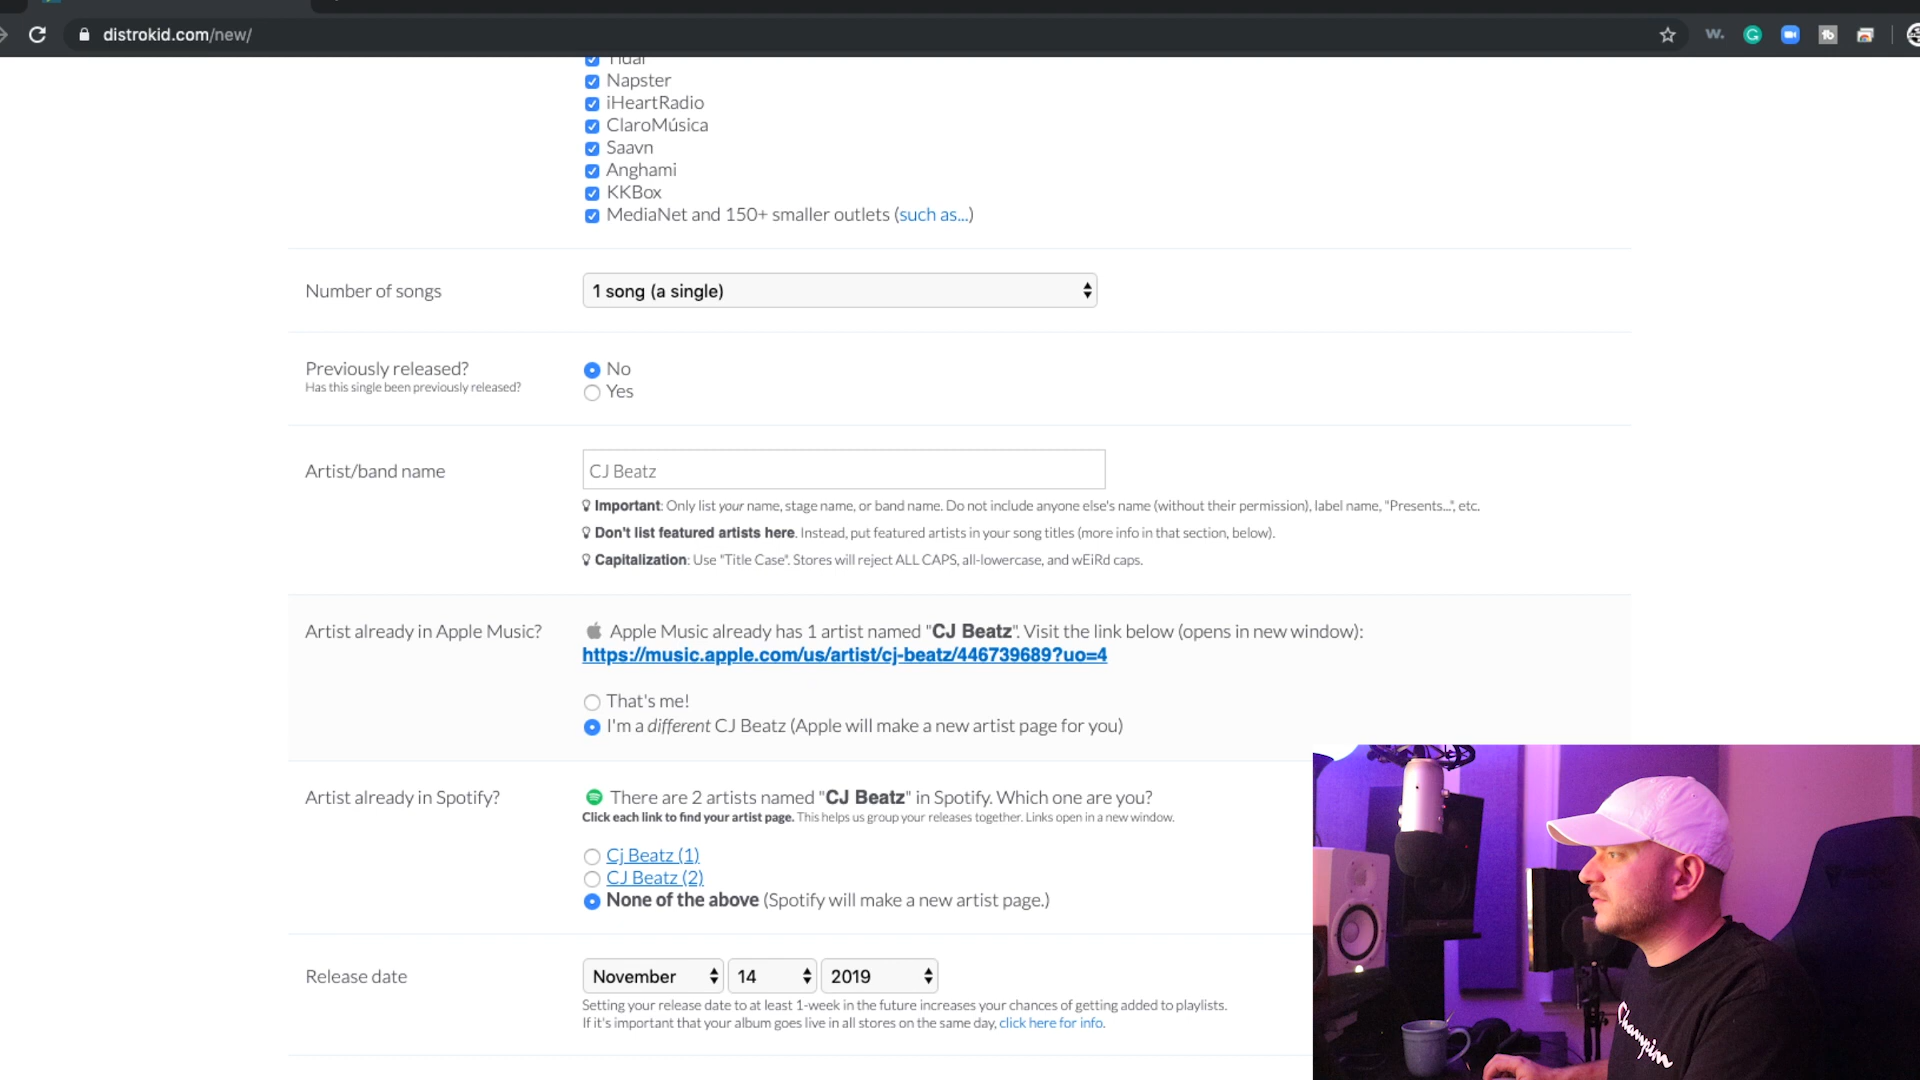 distrokid.com/new/
Tidal
Napster
iHeartRadio
ClaroMúsica
Saavn
Anghami
KKBox
MediaNet and 150+ smaller outlets (such as...)
Number of songs
1 song (a single)
Previously released?
Has this single been previously released?
No
Yes
Artist/band name
CJ Beatz
Important: Only list your name, stage name, or band name. Do not include anyone else's name (without their permission), label name, "Presents...", etc.
Don't list featured artists here. Instead, put featured artists in your song titles (more info in that section, below).
Capitalization: Use "Title Case". Stores will reject ALL CAPS, all-lowercase, and wEiRd caps.
Artist already in Apple Music?
Apple Music already has 1 artist named "CJ Beatz". Visit the link below (opens in new window):
https://music.apple.com/us/artist/cj-beatz/446739689?uo=4
That's me!
I'm a different CJ Beatz (Apple will make a new artist page for you)
Artist already in Spotify?
There are 2 artists named "CJ Beatz" in Spotify. Which one are you?
Click each link to find your artist page. This helps us group your releases together. Links open in a new window.
Cj Beatz (1)
CJ Beatz (2)
None of the above (Spotify will make a new artist page.)
Release date
November 14 2019
Setting your release date to at least 1-week in the future increases your chances of getting added to playlists.
If it's important that your album goes live in all stores on the same day, click here for info.
Champion